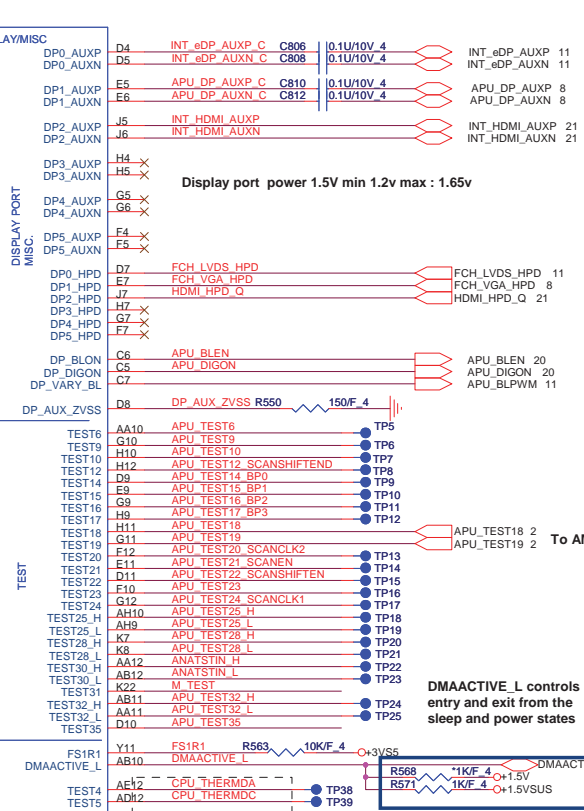 LAY/MISC
DP0_AUXP D4 INT_eDP_AUXP_C C806 0.1U/10V_4 INT_eDP_AUXP 11
DP0_AUXN D5 INT_eDP_AUXN_C C808 0.1U/10V_4 INT_eDP_AUXN 11
DP1_AUXP E5 APU_DP_AUXP_C C810 0.1U/10V_4 APU_DP_AUXP 8
DP1_AUXN E6 APU_DP_AUXN_C C812 0.1U/10V_4 APU_DP_AUXN 8
DP2_AUXP J5 INT_HDMI_AUXP INT_HDMI_AUXP 21
DP2_AUXN J6 INT_HDMI_AUXN INT_HDMI_AUXN 21
DP3_AUXP H4
DP3_AUXN H5
Display port power 1.5V min 1.2v max : 1.65v
DP4_AUXP G5
DP4_AUXN G6
DP5_AUXP F4
DP5_AUXN F5
DISPLAY PORT
MISC.
DP0_HPD D7 FCH_LVDS_HPD FCH_LVDS_HPD 11
DP1_HPD E7 FCH_VGA_HPD FCH_VGA_HPD 8
DP2_HPD J7 HDMI_HPD_Q HDMI_HPD_Q 21
DP3_HPD H7
DP4_HPD G7
DP5_HPD F7
DP_BLON C6 APU_BLEN APU_BLEN 20
DP_DIGON C5 APU_DIGON APU_DIGON 20
DP_VARY_BL C7 APU_BLPWM 11
DP_AUX_ZVSS D8 DP_AUX_ZVSS R550 150/F_4
TEST6 AA10 APU_TEST6 TP5
TEST9 G10 APU_TEST9 TP6
TEST10 H10 APU_TEST10 TP7
TEST12 H12 APU_TEST12_SCANSHIFTEND TP8
TEST14 D9 APU_TEST14_BP0 TP9
TEST15 E9 APU_TEST15_BP1 TP10
TEST16 G9 APU_TEST16_BP2 TP11
TEST17 H9 APU_TEST17_BP3 TP12
TEST18 H11 APU_TEST18 APU_TEST18 2
TEST19 G11 APU_TEST19 APU_TEST19 2
To AM
TEST20 F12 APU_TEST20_SCANCLK2 TP13
TEST21 E11 APU_TEST21_SCANEN TP14
TEST22 D11 APU_TEST22_SCANSHIFTEN TP15
TEST23 F10 APU_TEST23 TP16
TEST24 G12 APU_TEST24_SCANCLK1 TP17
TEST25_H AH10 APU_TEST25_H TP18
TEST25_L AH9 APU_TEST25_L TP19
TEST28_H K7 APU_TEST28_H TP20
TEST28_L K8 APU_TEST28_L TP21
TEST30_H AA12 ANATSTIN_H TP22
TEST30_L AB12 ANATSTIN_L TP23
TEST31 K22 M_TEST
TEST32_H AB11 APU_TEST32_H TP24
TEST32_L AA11 APU_TEST32_L TP25
TEST35 D10 APU_TEST35
TEST
DMAACTIVE_L controls
entry and exit from the
sleep and power states
FS1R1 Y11 FS1R1 R563 10K/F_4 +3VS5
DMAACTIVE_L AB10 DMAACTIVE_L DMAACT
R568 *1K/F_4 +1.5V
R571 1K/F_4 +1.5VSUS
TEST4 AE12 CPU_THERMDA TP38
TEST5 AD12 CPU_THERMDC TP39